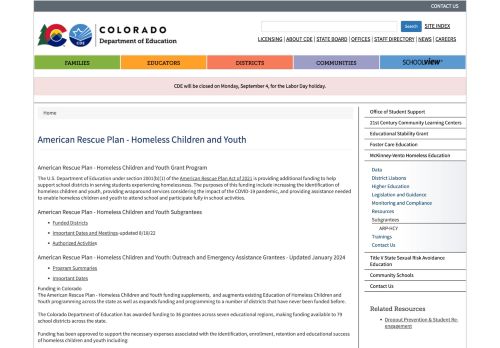 CONTACT US
COLORADO
Department of Education
CDE
Search
SITE INDEX
LICENSING | ABOUT CDE | STATE BOARD | OFFICES | STAFF DIRECTORY | NEWS | CAREERS
FAMILIES
EDUCATORS
DISTRICTS
COMMUNITIES
SCHOOLVIEW
CDE will be closed on Monday, September 4, for the Labor Day holiday.
Home
American Rescue Plan - Homeless Children and Youth
American Rescue Plan - Homeless Children and Youth Grant Program
The U.S. Department of Education under section 2001(b)(1) of the American Rescue Plan Act of 2021 is providing additional funding to help
support school districts in serving students experiencing homelessness. The purposes of this funding include increasing the identification of
homeless children and youth, providing wraparound services considering the impact of the COVID-19 pandemic, and providing assistance needed
to enable homeless children and youth to attend school and participate fully in school activities.
American Rescue Plan - Homeless Children and Youth Subgrantees
Funded Districts
Important Dates and Meetings-updated 8/18/22
Authorized Activities
American Rescue Plan - Homeless Children and Youth: Outreach and Emergency Assistance Grantees - Updated January 2024
Program Summaries
Important Dates
Funding in Colorado
The American Rescue Plan - Homeless Children and Youth funding supplements, and augments existing Education of Homeless Children and
Youth programming across the state as well as expands funding and programming to a number of districts that have never been funded before.
The Colorado Department of Education has awarded funding to 36 grantees across seven educational regions, making funding available to 79
school districts across the state.
Funding has been approved to support the necessary expenses associated with the identification, enrollment, retention and educational success
of homeless children and youth including:
Office of Student Support
21st Century Community Learning Centers
Educational Stability Grant
Foster Care Education
McKinney-Vento Homeless Education
Data
District Liaisons
Higher Education
Legislation and Guidance
Monitoring and Compliance
Resources
Subgrantees
ARP-HCY
Trainings
Contact Us
Title V State Sexual Risk Avoidance
Education
Community Schools
Contact Us
Related Resources
Dropout Prevention & Student Re-
engagement